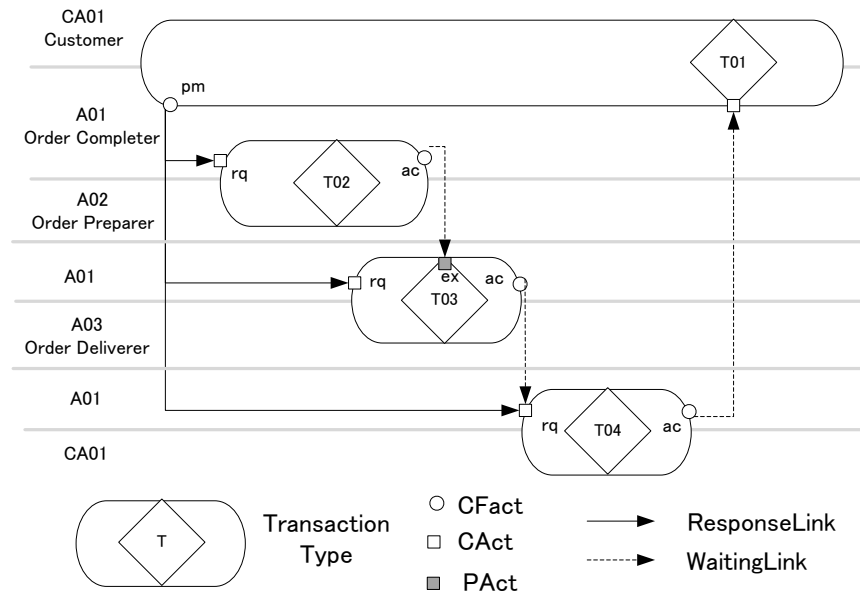 CA01
Customer
T01
pm
A01
Order Completer
rq
T02
ac
A02
Order Preparer
A01
rq
ex
ac
T03
A03
Order Deliverer
A01
rq
T04
ac
CA01
T
Transaction
Type
CFact
CAct
PAct
ResponseLink
WaitingLink